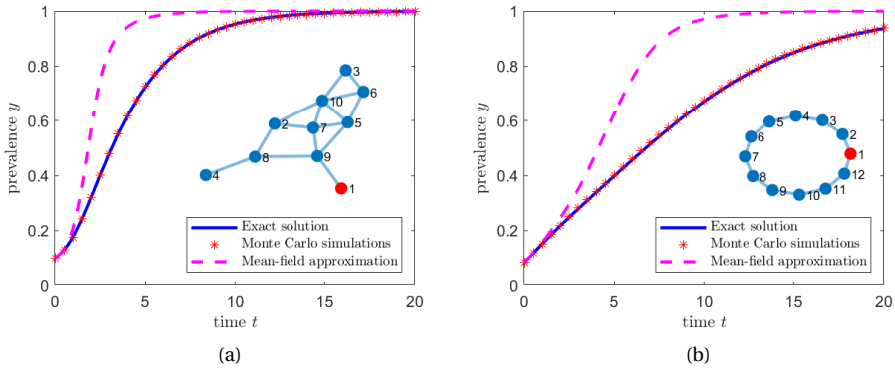 1
0.8
0.6
0.4
0.2
0
prevalence y
0 5 10 15 20
time t
3
6
10
2
7
5
8
9
4
1
Exact solution
Monte Carlo simulations
Mean-field approximation
(a)
1
0.8
0.6
0.4
0.2
0
prevalence y
0 5 10 15 20
time t
4
5
3
6
2
7
1
8
12
9
11
10
Exact solution
Monte Carlo simulations
Mean-field approximation
(b)